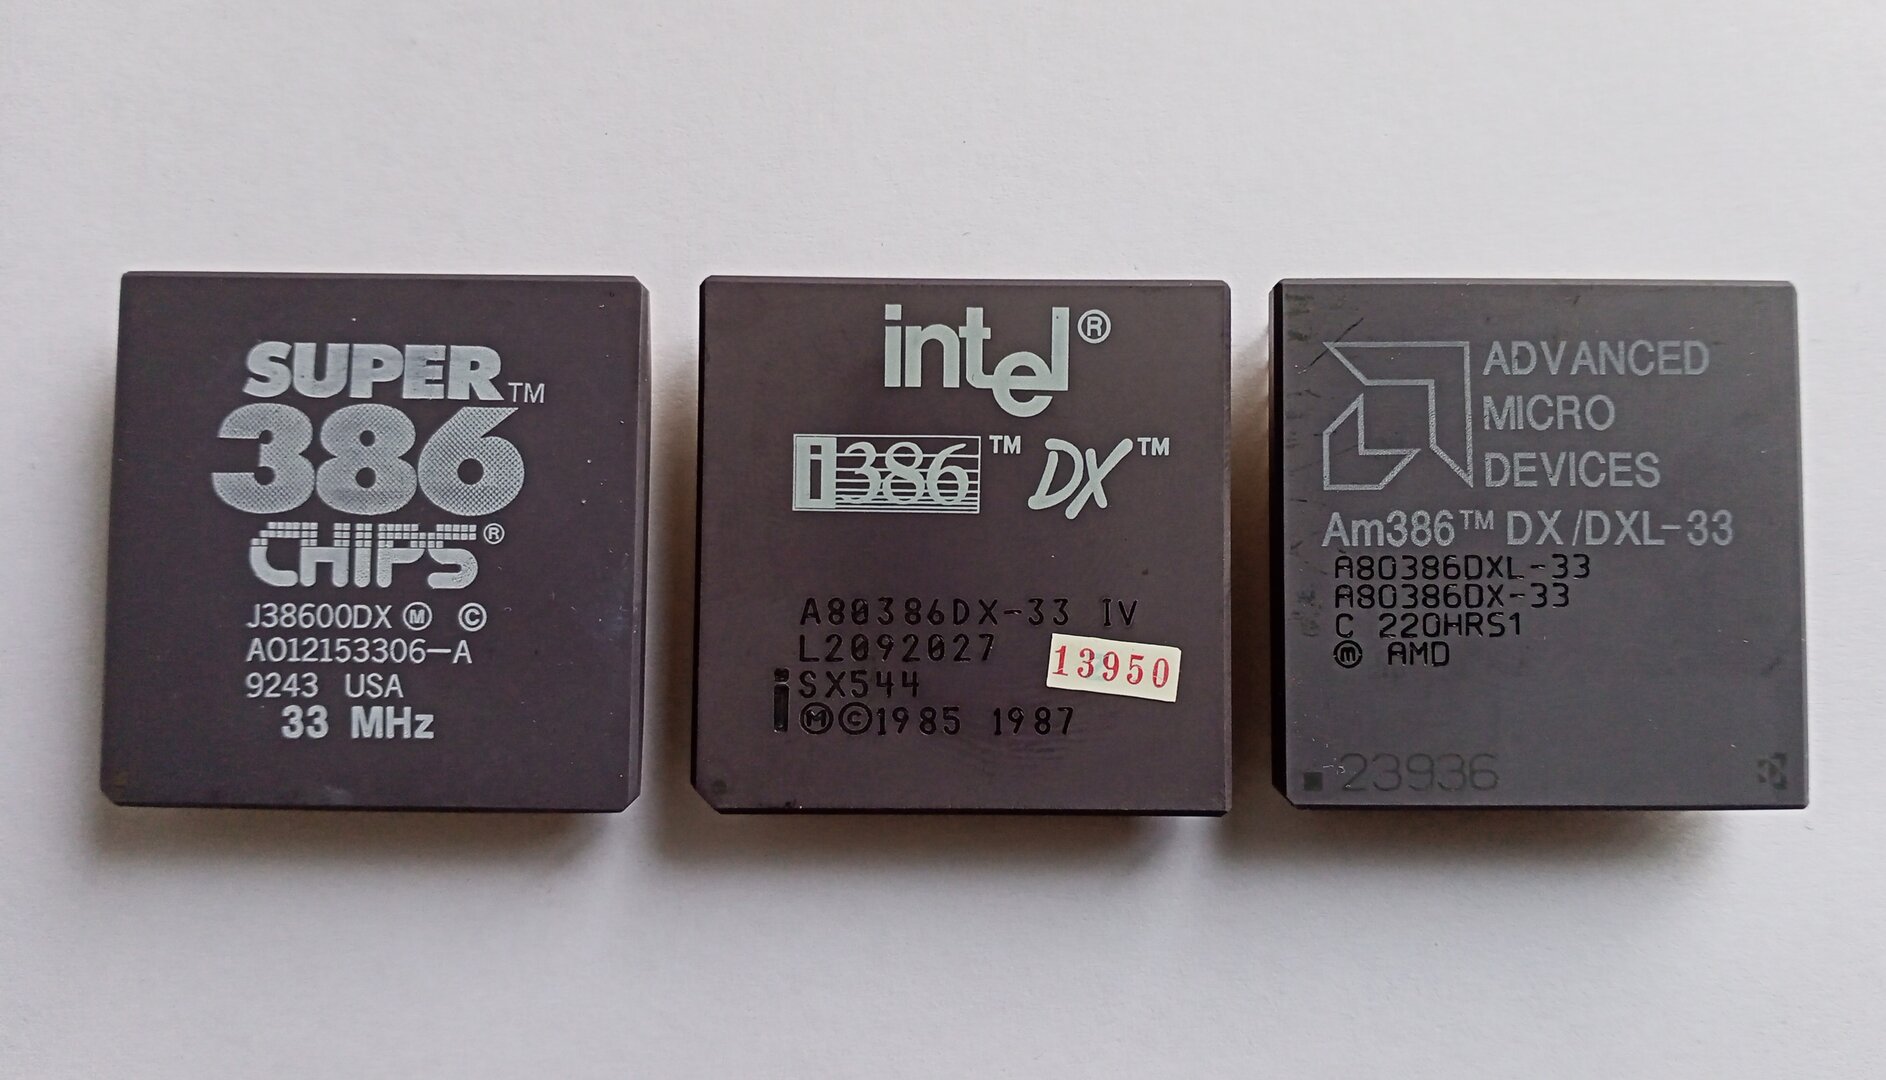 SUPER™
386
CHIPS®
J38600DX Ⓜ ©
A012153306-A
9243 USA
33 MHz
intel®
i386™ DX™
A80386DX-33 IV
L2092027
SX544
Ⓜ©1985 1987
13950
ADVANCED
MICRO
DEVICES
Am386™ DX/DXL-33
A80386DXL-33
A80386DX-33
C 220HRS1
ⓜ AMD
23936